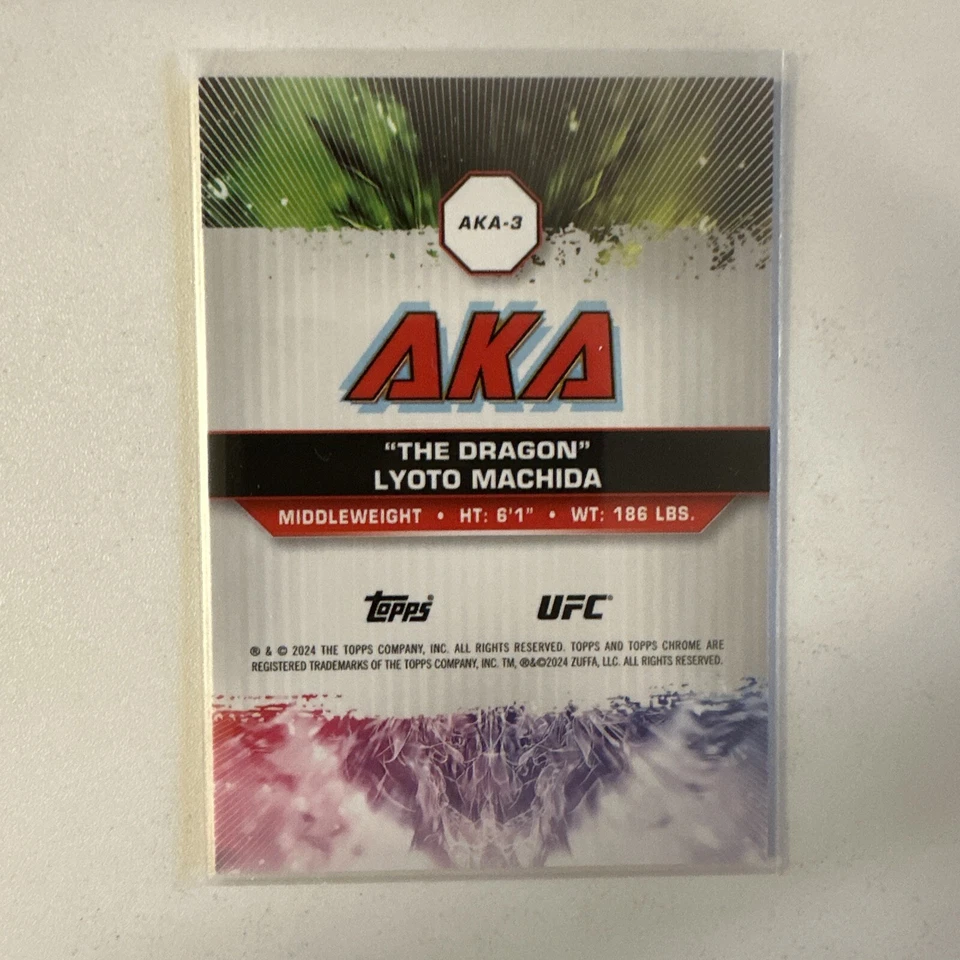 AKA-3
AKA
“THE DRAGON”
LYOTO MACHIDA
MIDDLEWEIGHT • HT: 6'1" • WT: 186 LBS.
Topps® UFC®
® & © 2024 THE TOPPS COMPANY, INC. ALL RIGHTS RESERVED. TOPPS AND TOPPS CHROME ARE
REGISTERED TRADEMARKS OF THE TOPPS COMPANY, INC. TM, ®&©2024 ZUFFA, LLC. ALL RIGHTS RESERVED.